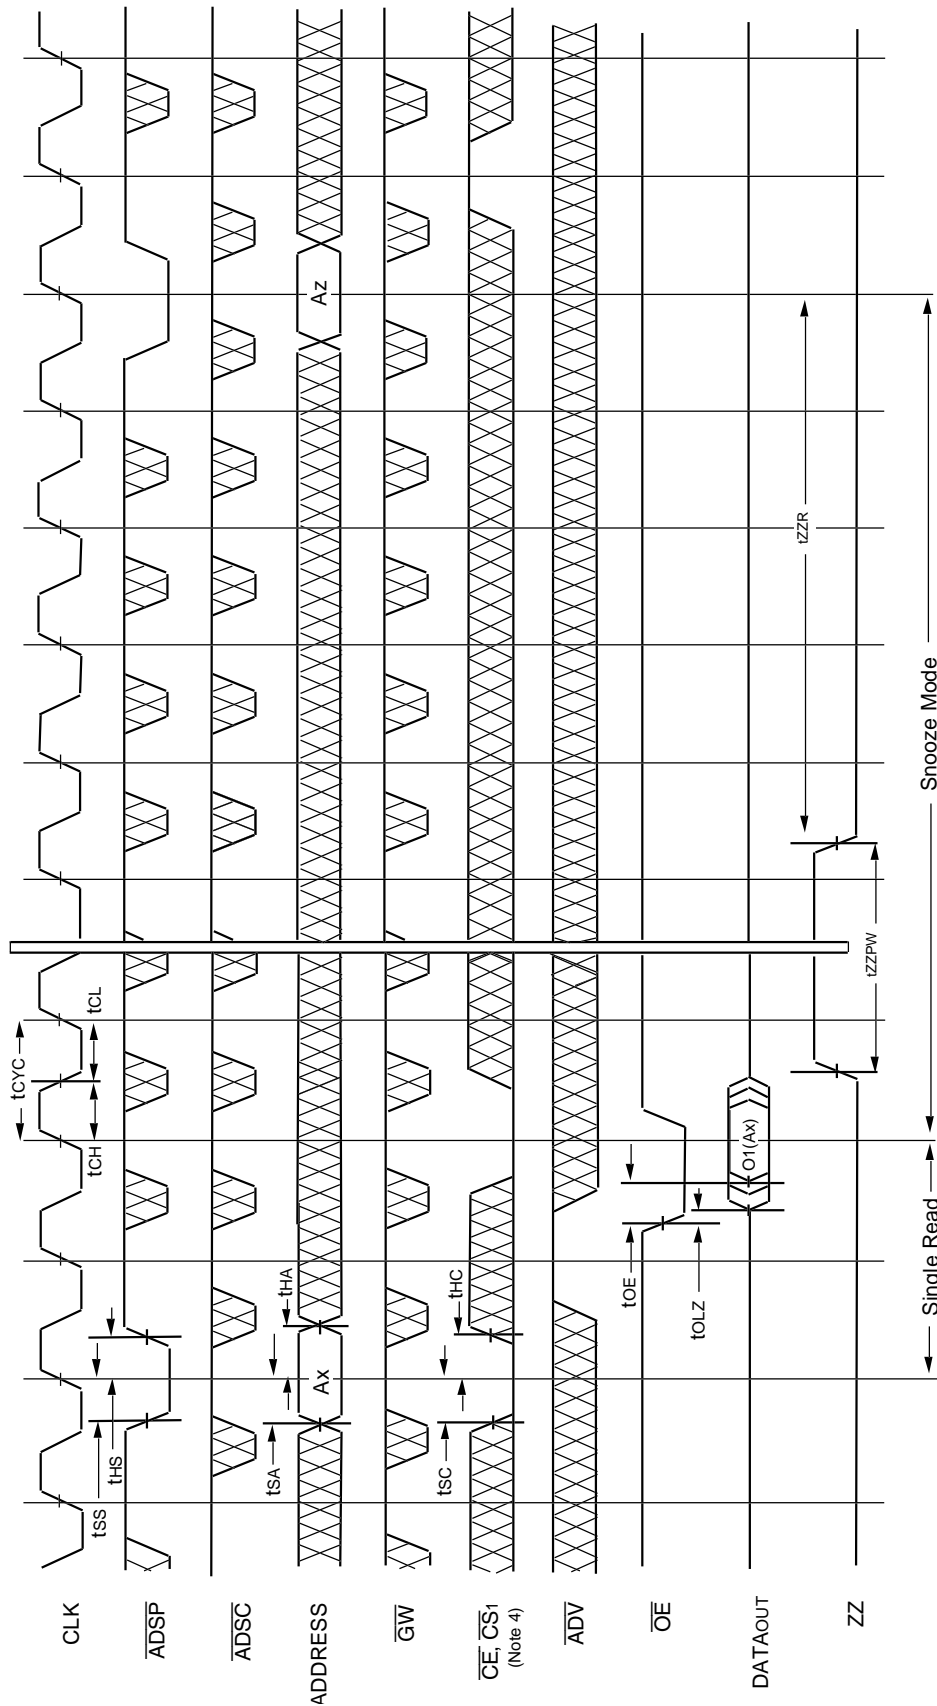 CLK
tCYC
tCH
tCL
tSS
tHS
ADSP
ADSC
ADDRESS
tSA
tHA
Ax
Az
GW
CE, CS1
(Note 4)
tSC
tHC
ADV
OE
tOE
tOLZ
DATAOUT
O1(Ax)
ZZ
tZZPW
tZZR
Single Read
Snooze Mode